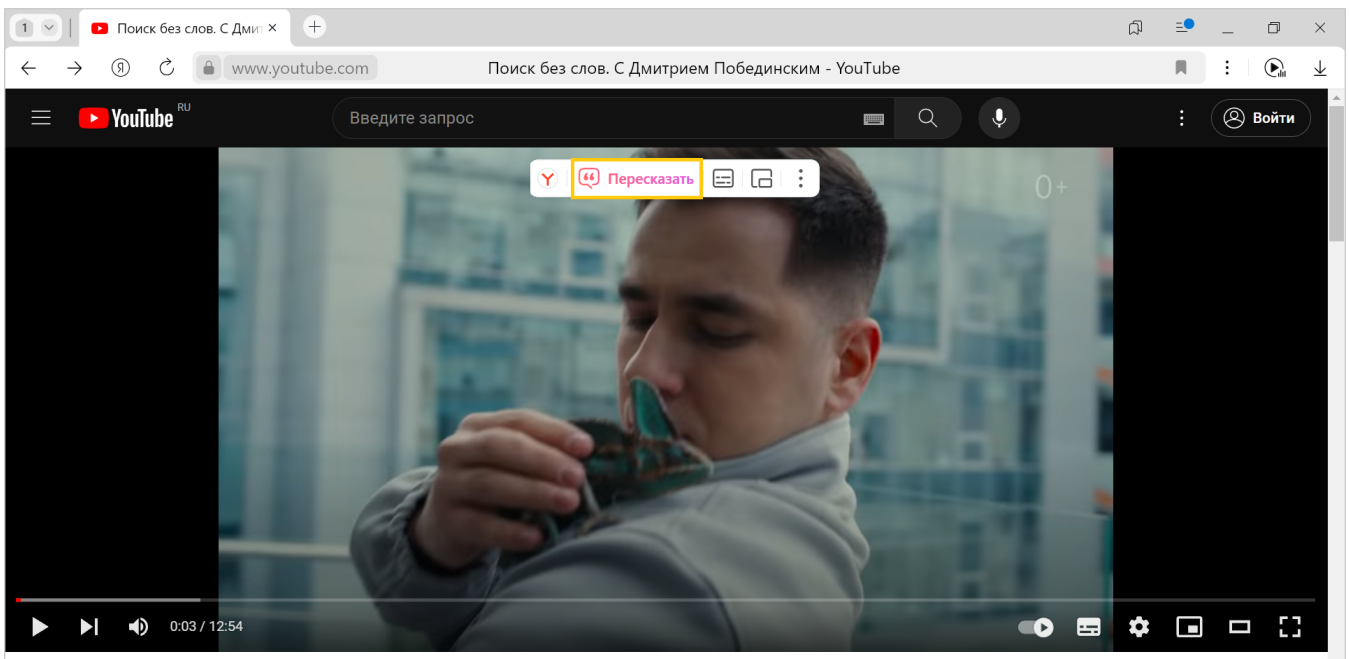 1
Поиск без слов. С Дмит
www.youtube.com
Поиск без слов. С Дмитрием Побединским - YouTube
YouTube RU
Введите запрос
Войти
Пересказать
0+
0:03 / 12:54